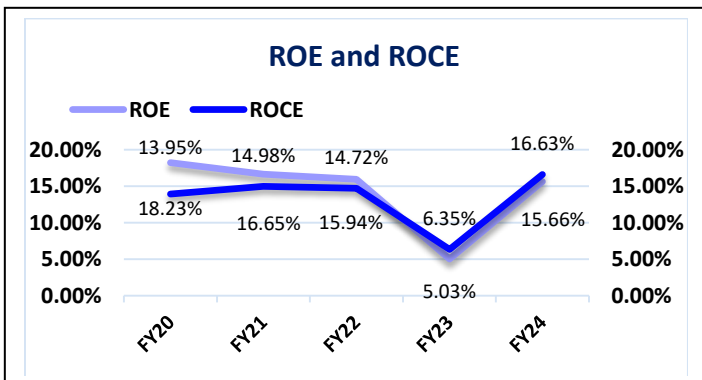 ROE and ROCE
ROE ROCE
20.00% 13.95% 14.98% 14.72% 16.63% 20.00%
15.00% 18.23% 16.65% 15.94% 6.35% 15.66% 15.00%
10.00% 10.00%
5.00% 5.03% 5.00%
0.00% 0.00%
FY20 FY21 FY22 FY23 FY24